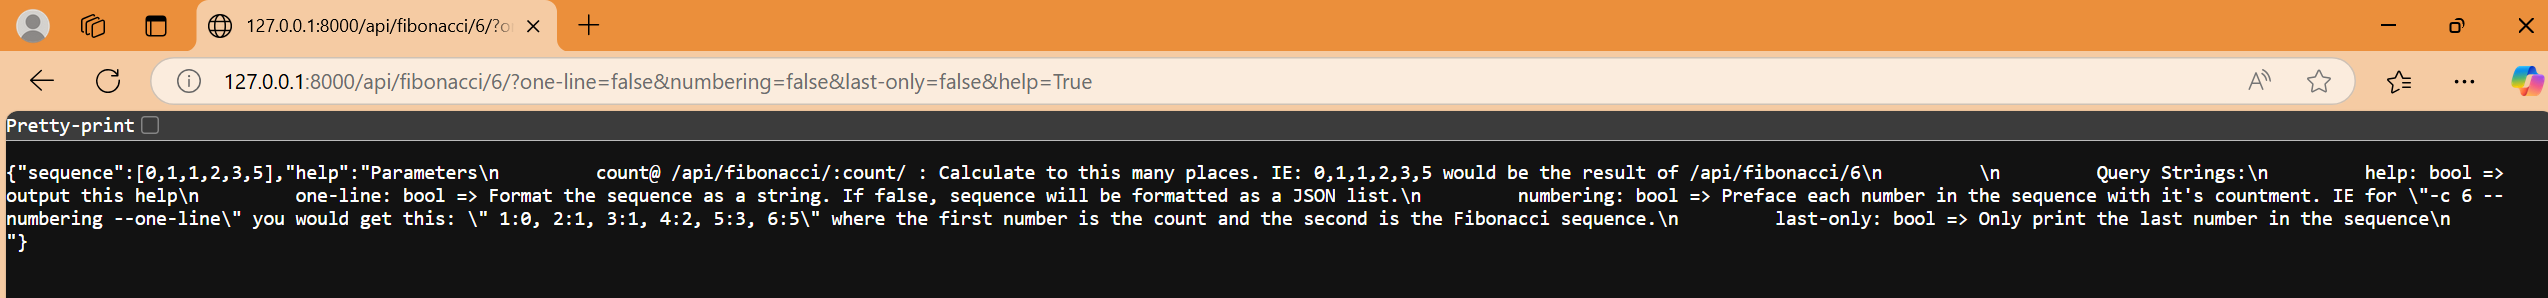 127.0.0.1:8000/api/fibonacci/6/?o
127.0.0.1:8000/api/fibonacci/6/?one-line=false&numbering=false&last-only=false&help=True
Pretty-print
{"sequence":[0,1,1,2,3,5],"help":"Parameters\n        count@ /api/fibonacci/:count/ : Calculate to this many places. IE: 0,1,1,2,3,5 would be the result of /api/fibonacci/6\n        \n        Query Strings:\n        help: bool =>
output this help\n        one-line: bool => Format the sequence as a string. If false, sequence will be formatted as a JSON list.\n        numbering: bool => Preface each number in the sequence with it's countment. IE for \"-c 6 --
numbering --one-line\" you would get this: \" 1:0, 2:1, 3:1, 4:2, 5:3, 6:5\" where the first number is the count and the second is the Fibonacci sequence.\n        last-only: bool => Only print the last number in the sequence\n
"}